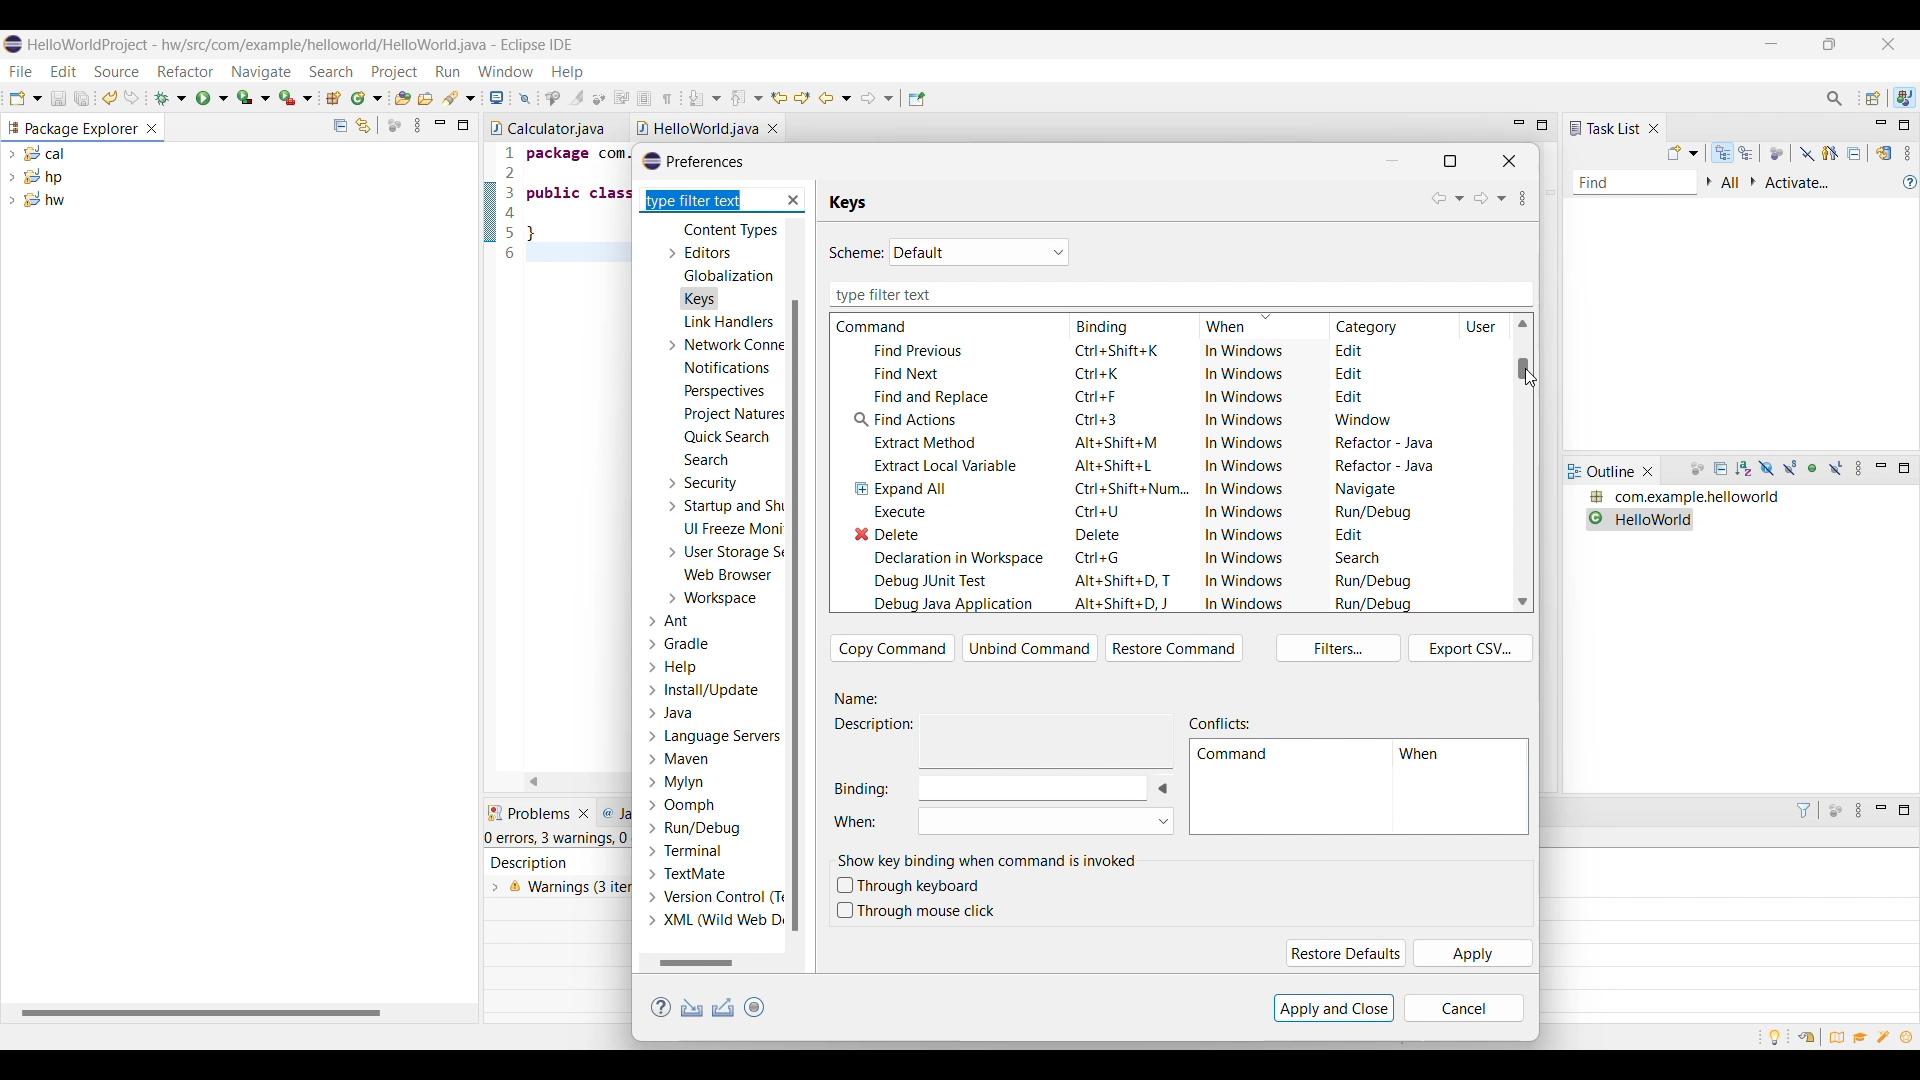 HelloWorldProject - hw/src/com/example/helloworld/HelloWorld.java - Eclipse IDE
File Edit Source Refactor Navigate Search Project Run Window Help
Package Explorer
cal
hp
hw
Calculator.java
HelloWorld.java
1 package com.
2
3 public class
4
5 }
6
Problems
@ Ja
0 errors, 3 warnings, 0
Description
Warnings (3 iter
Preferences
type filter text
Content Types
Editors
Globalization
Keys
Link Handlers
Network Conne
Notifications
Perspectives
Project Natures
Quick Search
Search
Security
Startup and Shu
UI Freeze Moni
User Storage Se
Web Browser
Workspace
Ant
Gradle
Help
Install/Update
Java
Language Servers
Maven
Mylyn
Oomph
Run/Debug
Terminal
TextMate
Version Control (Te
XML (Wild Web De
Keys
Scheme: Default
type filter text
Command Binding When Category User
Find Previous Ctrl+Shift+K In Windows Edit
Find Next Ctrl+K In Windows Edit
Find and Replace Ctrl+F In Windows Edit
Find Actions Ctrl+3 In Windows Window
Extract Method Alt+Shift+M In Windows Refactor - Java
Extract Local Variable Alt+Shift+L In Windows Refactor - Java
Expand All Ctrl+Shift+Num... In Windows Navigate
Execute Ctrl+U In Windows Run/Debug
Delete Delete In Windows Edit
Declaration in Workspace Ctrl+G In Windows Search
Debug JUnit Test Alt+Shift+D, T In Windows Run/Debug
Debug Java Application Alt+Shift+D, J In Windows Run/Debug
Copy Command Unbind Command Restore Command Filters... Export CSV...
Name:
Description:
Binding:
When:
Conflicts:
Command When
Show key binding when command is invoked
Through keyboard
Through mouse click
Restore Defaults Apply
Apply and Close Cancel
Task List
Find All Activate...
Outline
com.example.helloworld
HelloWorld